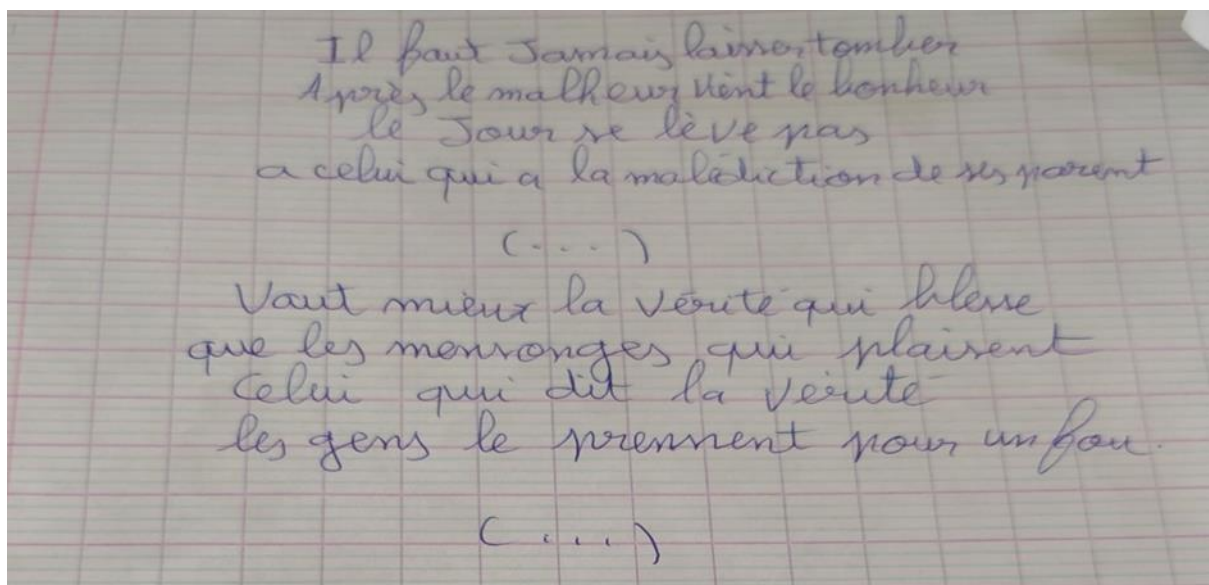 Il faut Jamais laisser tomber
Après le malheur vient le bonheur
le Jour se lève pas
a celui qui a la malédiction de ses parent
(...)
Vaut mieux la vérité qui blesse
que les mensonges qui plaisent
Celui qui dit la vérité
les gens le prennent pour un fou.
(....)